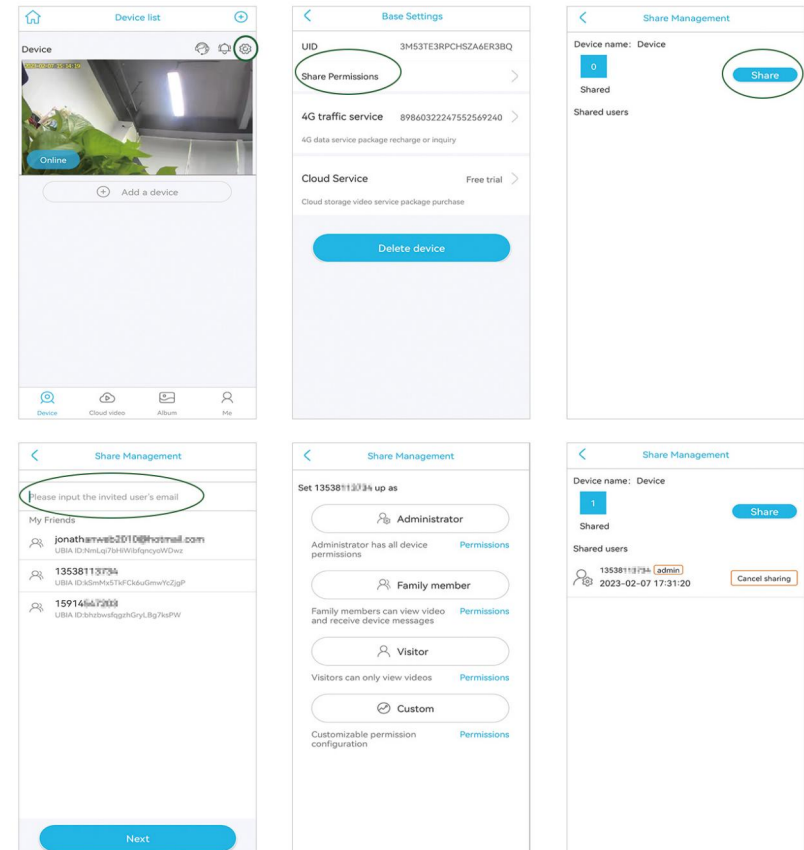 Device list
Device
Online
Add a device
Device
Cloud video
Album
Me
Base Settings
UID 3M53TE3RPCHSZA6ER3BQ
Share Permissions
4G traffic service 89860322247552569240
4G data service package recharge or inquiry
Cloud Service Free trial
Cloud storage video service package purchase
Delete device
Share Management
Device name: Device
0
Share
Shared
Shared users
Share Management
Please input the invited user's email
My Friends
UBIA ID:NmLqi7bHiWibfqncyoWDwz
UBIA ID:kSmMx5TkFCk6uGmwYcZjgP
UBIA ID:bhzbwsfqgzhGryLBg7ksPW
Next
Share Management
Set up as
Administrator
Administrator has all device Permissions
permissions
Family member
Family members can view video Permissions
and receive device messages
Visitor
Visitors can only view videos Permissions
Custom
Customizable permission Permissions
configuration
Share Management
Device name: Device
1
Share
Shared
Shared users
admin
2023-02-07 17:31:20
Cancel sharing